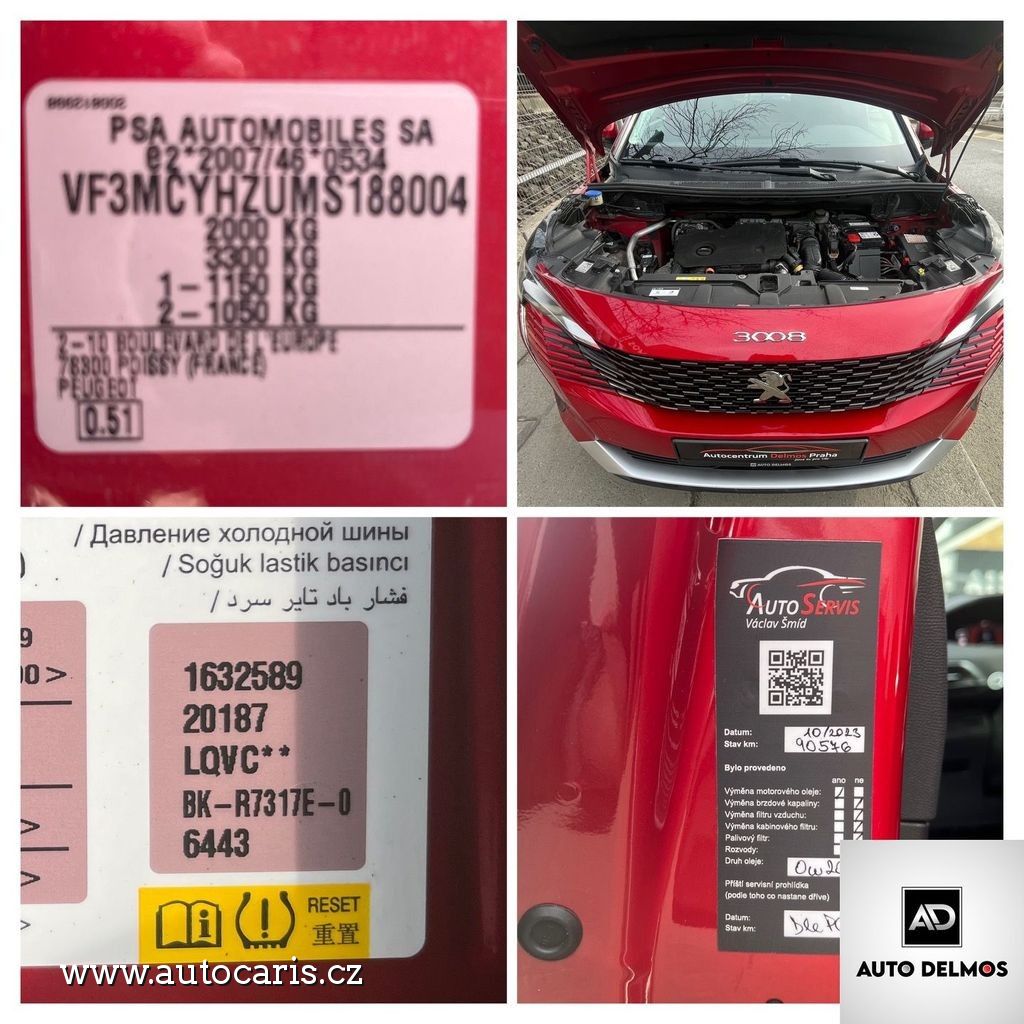 PSA AUTOMOBILES SA
e2*2007/46*0534
VF3MCYHZUMS188004
2000 KG
3300 KG
1-1150 KG
2-1050 KG
2-10 BOULEVARD DE L'EUROPE
78300 POISSY (FRANCE)
PEUGEOT
0.51
3008
Autocentrum Delmos Praha
AUTO DELMOS
/ Давление холодной шины
/ Soğuk lastik basıncı
/ فشار باد تایر سرد
1632589
20187
LQVC**
BK-R7317E-0
6443
RESET
重置
www.autocaris.cz
AUTO SERVIS
Václav Šmíd
Datum: 10/2023
Stav km: 90576
Bylo provedeno
ano ne
Výměna motorového oleje:
Výměna brzdové kapaliny:
Výměna filtru vzduchu:
Výměna kabinového filtru:
Palivový filtr:
Rozvody:
Druh oleje: 0w20
Příští servisní prohlídka
(podle toho co nastane dříve)
Datum:
Stav km:
AD
AUTO DELMOS